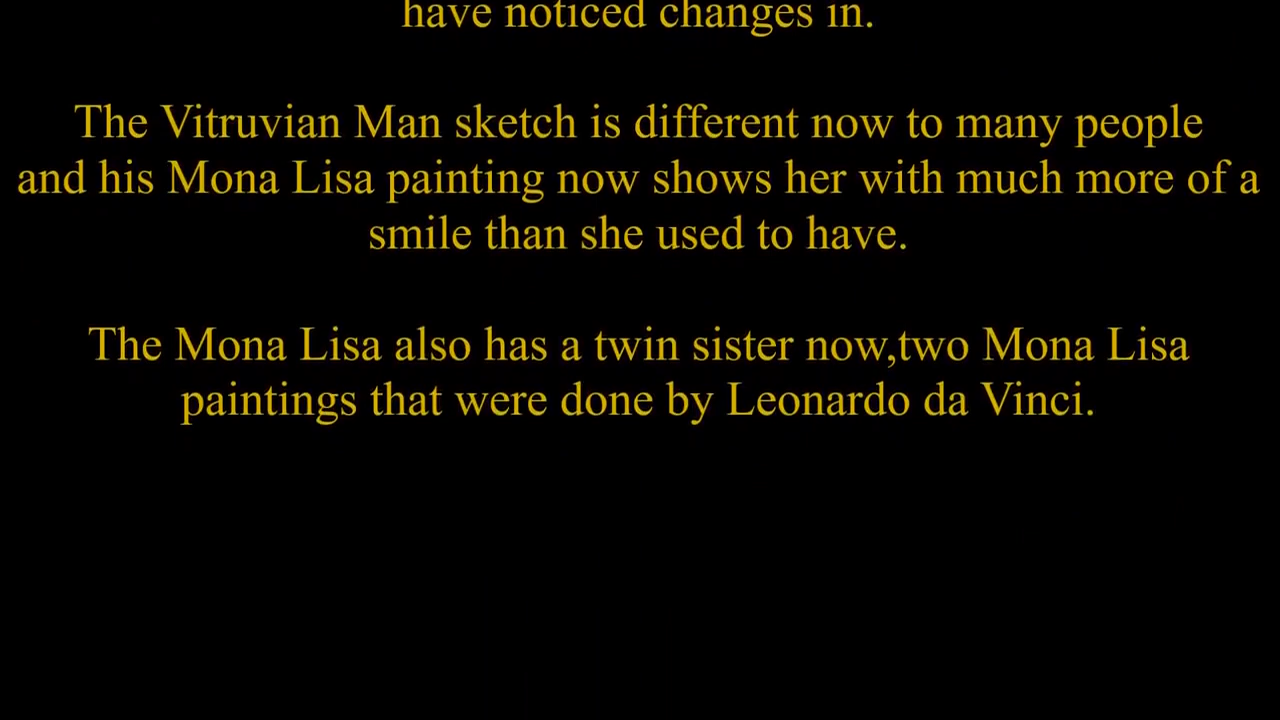 have noticed changes in.
The Vitruvian Man sketch is different now to many people
and his Mona Lisa painting now shows her with much more of a
smile than she used to have.
The Mona Lisa also has a twin sister now,two Mona Lisa
paintings that were done by Leonardo da Vinci.